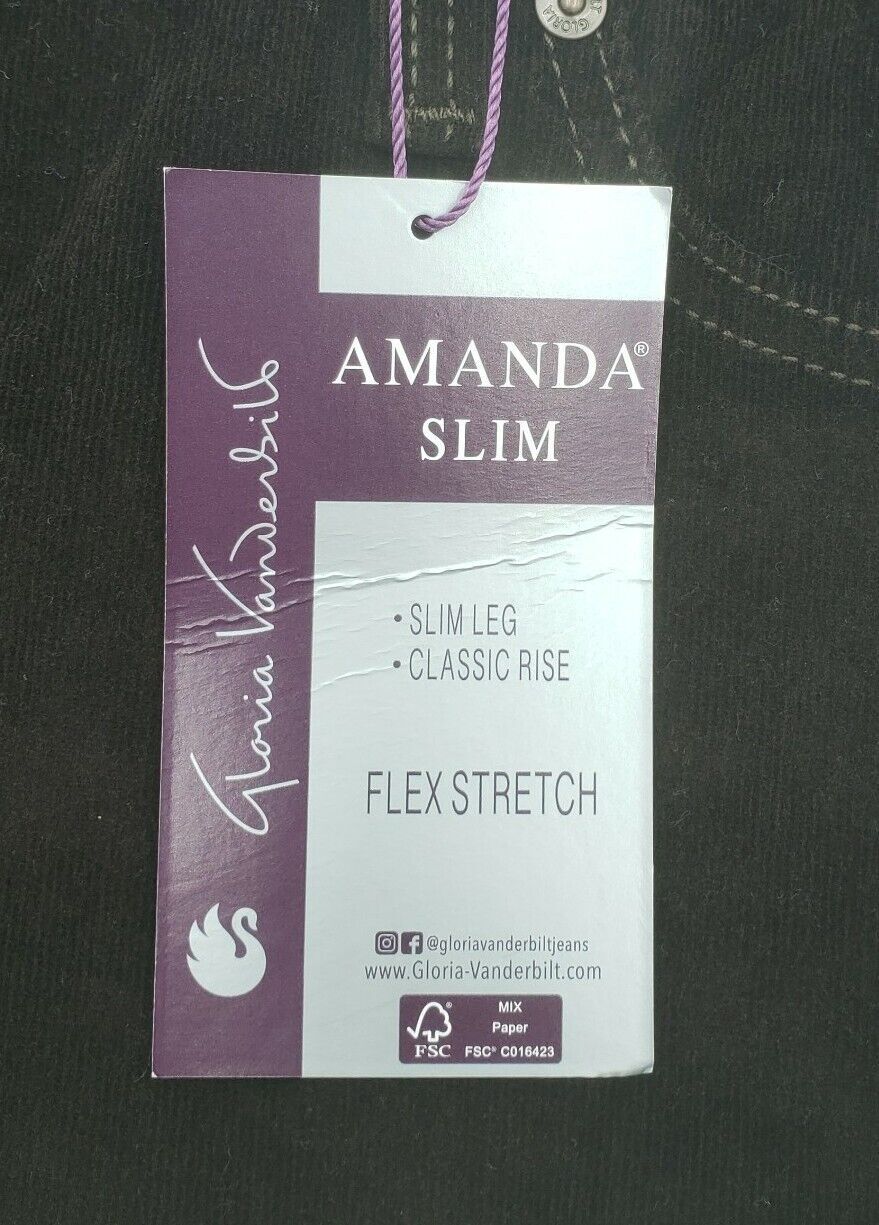 T GLORIA
AMANDA®
SLIM
Gloria Vanderbilt
• SLIM LEG
• CLASSIC RISE
FLEX STRETCH
@gloriavanderbiltjeans
www.Gloria-Vanderbilt.com
FSC®
MIX
Paper
FSC® C016423